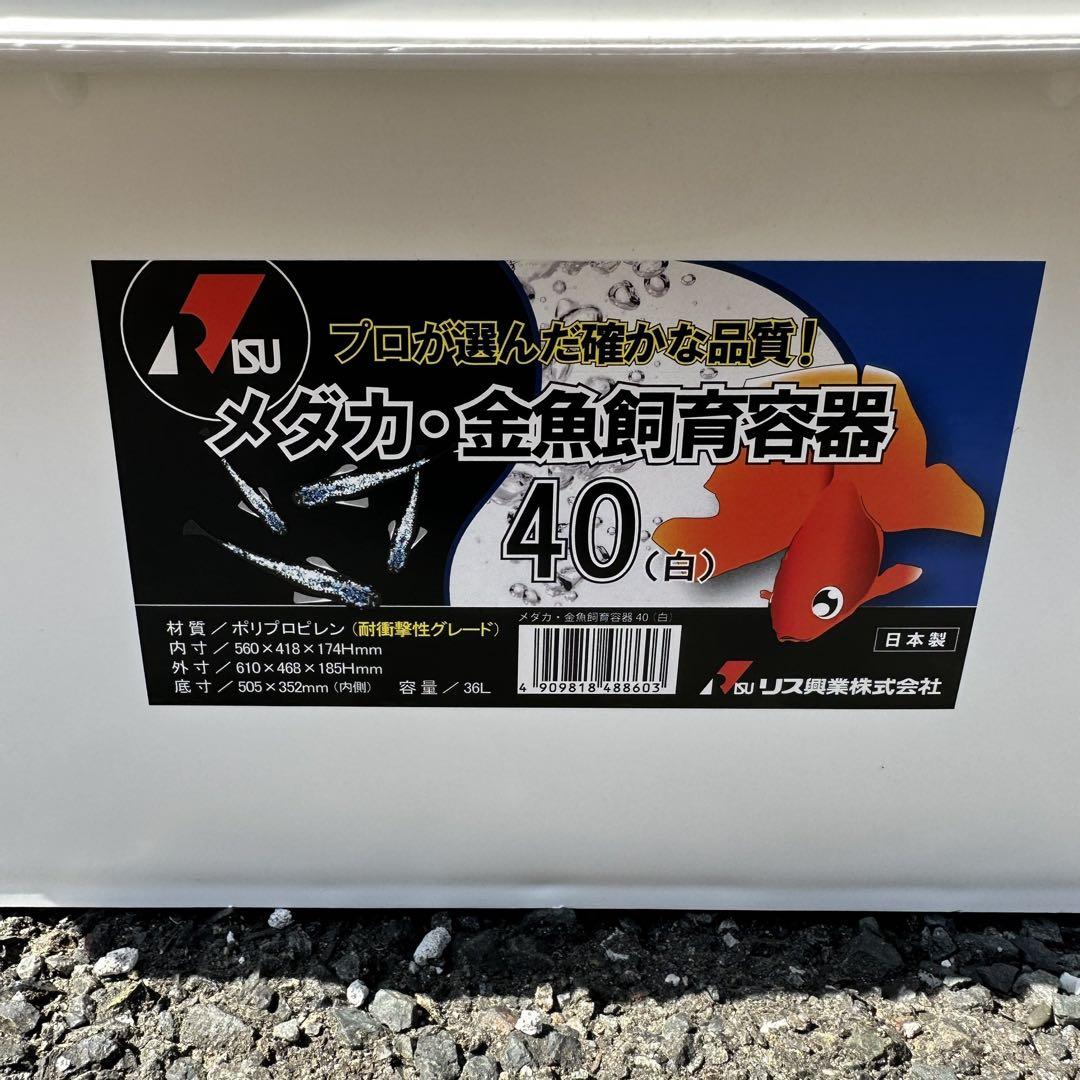 RISU
プロが選んだ確かな品質!
メダカ・金魚飼育容器
40(白)
材質/ポリプロピレン(耐衝撃性グレード)
内寸/560×418×174Hmm
外寸/610×468×185Hmm
底寸/505×352mm(内側) 容量/36L
メダカ・金魚飼育容器40(白)
4 909818 488603
日本製
RISU リス興業株式会社